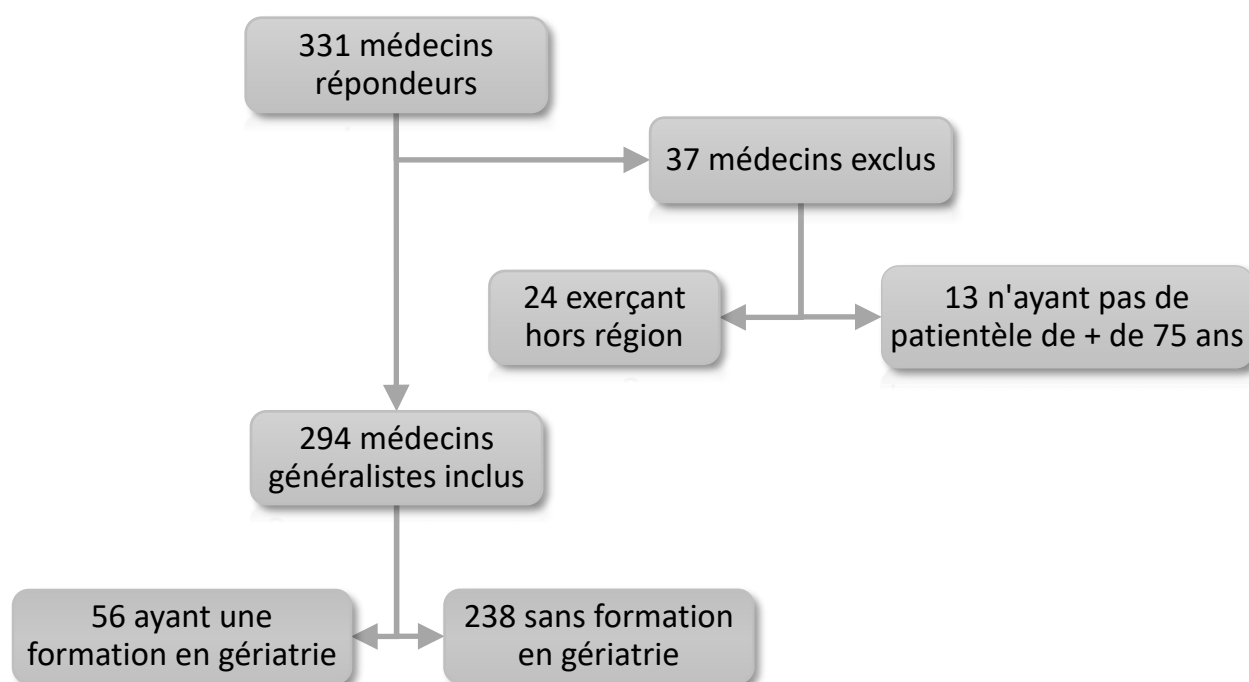 331 médecins
répondeurs
37 médecins exclus
24 exerçant
hors région
13 n'ayant pas de
patientèle de + de 75 ans
294 médecins
généralistes inclus
56 ayant une
formation en gériatrie
238 sans formation
en gériatrie